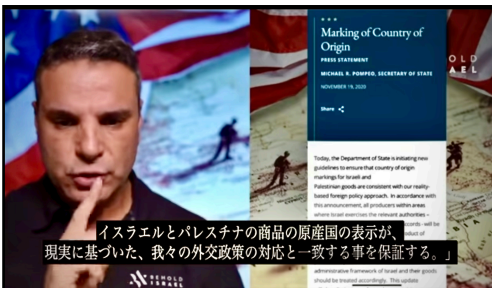 Marking of Country of
Origin
PRESS STATEMENT
MICHAEL R. POMPEO, SECRETARY OF STATE
NOVEMBER 19, 2020
Share
OLD
AEL
Today, the Department of State is initiating new
guidelines to ensure that country of origin
markings for Israeli and
Palestinian goods are consistent with our reality-
based foreign policy approach. In accordance with
this announcement, all producers within areas
where Israel exercises the relevant authorities –
BEHOLD
ISRAEL
イスラエルとパレスチナの商品の原産国の表示が、
現実に基づいた、我々の外交政策の対応と一致する事を保証する。」
administrative framework of Israel and their goods
should be treated accordingly. This update